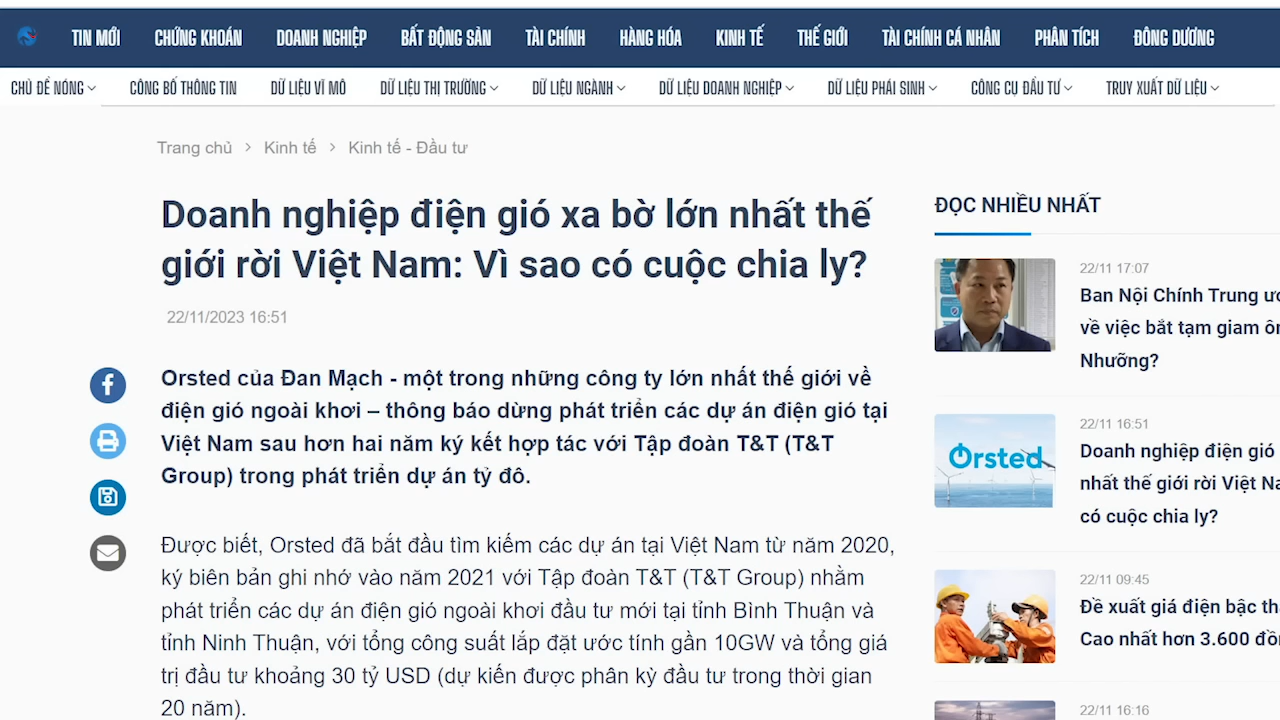 TIN MỚI CHỨNG KHOÁN DOANH NGHIỆP BẤT ĐỘNG SẢN TÀI CHÍNH HÀNG HÓA KINH TẾ THẾ GIỚI TÀI CHÍNH CÁ NHÂN PHÂN TÍCH ĐÔNG DƯƠNG
CHỦ ĐỀ NÓNG CÔNG BỐ THÔNG TIN DỮ LIỆU VĨ MÔ DỮ LIỆU THỊ TRƯỜNG DỮ LIỆU NGÀNH DỮ LIỆU DOANH NGHIỆP DỮ LIỆU PHÁI SINH CÔNG CỤ ĐẦU TƯ TRUY XUẤT DỮ LIỆU
Trang chủ > Kinh tế > Kinh tế - Đầu tư
Doanh nghiệp điện gió xa bờ lớn nhất thế
giới rời Việt Nam: Vì sao có cuộc chia ly?
22/11/2023 16:51
Orsted của Đan Mạch - một trong những công ty lớn nhất thế giới về
điện gió ngoài khơi – thông báo dừng phát triển các dự án điện gió tại
Việt Nam sau hơn hai năm ký kết hợp tác với Tập đoàn T&T (T&T
Group) trong phát triển dự án tỷ đô.
Được biết, Orsted đã bắt đầu tìm kiếm các dự án tại Việt Nam từ năm 2020,
ký biên bản ghi nhớ vào năm 2021 với Tập đoàn T&T (T&T Group) nhằm
phát triển các dự án điện gió ngoài khơi đầu tư mới tại tỉnh Bình Thuận và
tỉnh Ninh Thuận, với tổng công suất lắp đặt ước tính gần 10GW và tổng giá
trị đầu tư khoảng 30 tỷ USD (dự kiến được phân kỳ đầu tư trong thời gian
20 năm).
ĐỌC NHIỀU NHẤT
22/11 17:07
Ban Nội Chính Trung
về việc bắt tạm giam
Nhưỡng?
Orsted
22/11 16:51
Doanh nghiệp điện gió
nhất thế giới rời Việt
có cuộc chia ly?
22/11 09:45
Đề xuất giá điện bậc
Cao nhất hơn 3.600
22/11 16:16